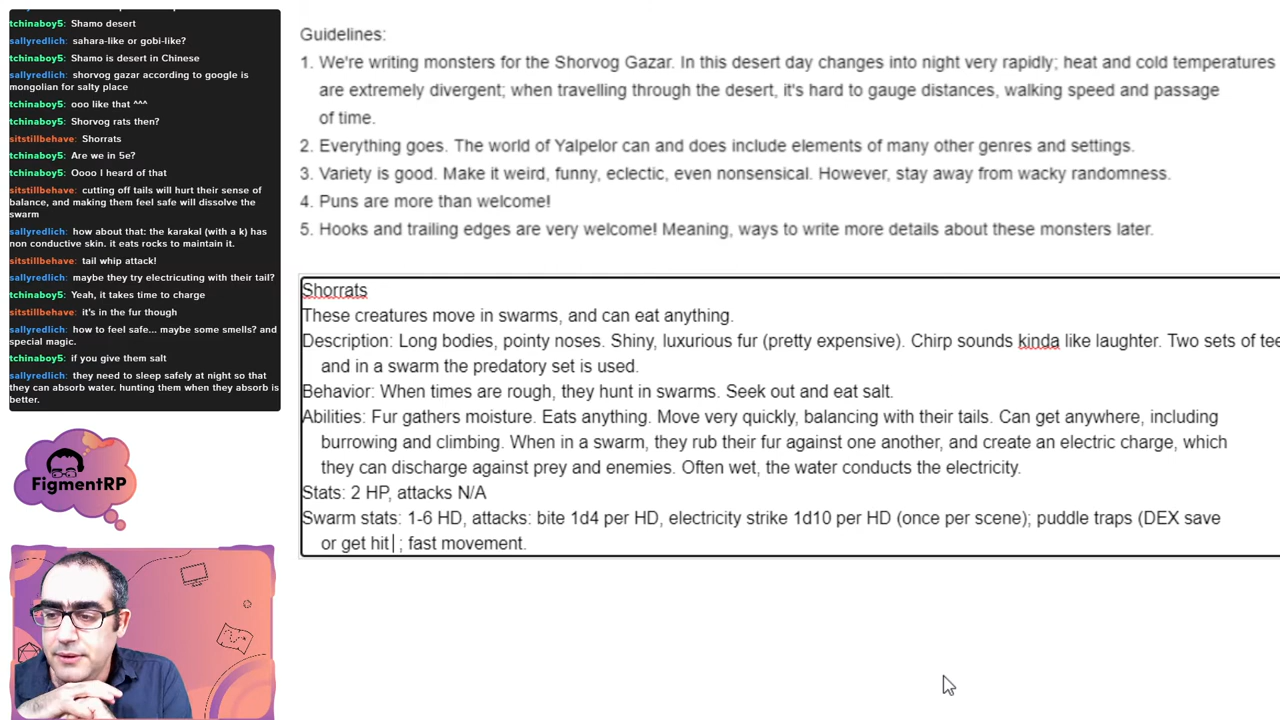 tchinaboy5: Shamo desert
sallyredlich: sahara-like or gobi-like?
tchinaboy5: Shamo is desert in Chinese
sallyredlich: shorvog gazar according to google is
mongolian for salty place
tchinaboy5: ooo like that ^^^
tchinaboy5: Shorvog rats then?
sitstillbehave: Shorrats
tchinaboy5: Are we in 5e?
tchinaboy5: Oooo I heard of that
sitstillbehave: cutting off tails will hurt their sense of
balance, and making them feel safe will dissolve the
swarm
sallyredlich: how about that: the karakal (with a k) has
non conductive skin. it eats rocks to maintain it.
sitstillbehave: tail whip attack!
sallyredlich: maybe they try electricuting with their tail?
tchinaboy5: Yeah, it takes time to charge
sitstillbehave: it's in the fur though
sallyredlich: how to feel safe... maybe some smells? and
special magic.
tchinaboy5: if you give them salt
sallyredlich: they need to sleep safely at night so that
they can absorb water. hunting them when they absorb is
better.
FigmentRP
Guidelines:
1. We're writing monsters for the Shorvog Gazar. In this desert day changes into night very rapidly; heat and cold temperatures
are extremely divergent; when travelling through the desert, it's hard to gauge distances, walking speed and passage
of time.
2. Everything goes. The world of Yalpelor can and does include elements of many other genres and settings.
3. Variety is good. Make it weird, funny, eclectic, even nonsensical. However, stay away from wacky randomness.
4. Puns are more than welcome!
5. Hooks and trailing edges are very welcome! Meaning, ways to write more details about these monsters later.
Shorrats
These creatures move in swarms, and can eat anything.
Description: Long bodies, pointy noses. Shiny, luxurious fur (pretty expensive). Chirp sounds kinda like laughter. Two sets of tee
and in a swarm the predatory set is used.
Behavior: When times are rough, they hunt in swarms. Seek out and eat salt.
Abilities: Fur gathers moisture. Eats anything. Move very quickly, balancing with their tails. Can get anywhere, including
burrowing and climbing. When in a swarm, they rub their fur against one another, and create an electric charge, which
they can discharge against prey and enemies. Often wet, the water conducts the electricity.
Stats: 2 HP, attacks N/A
Swarm stats: 1-6 HD, attacks: bite 1d4 per HD, electricity strike 1d10 per HD (once per scene); puddle traps (DEX save
or get hit ; fast movement.